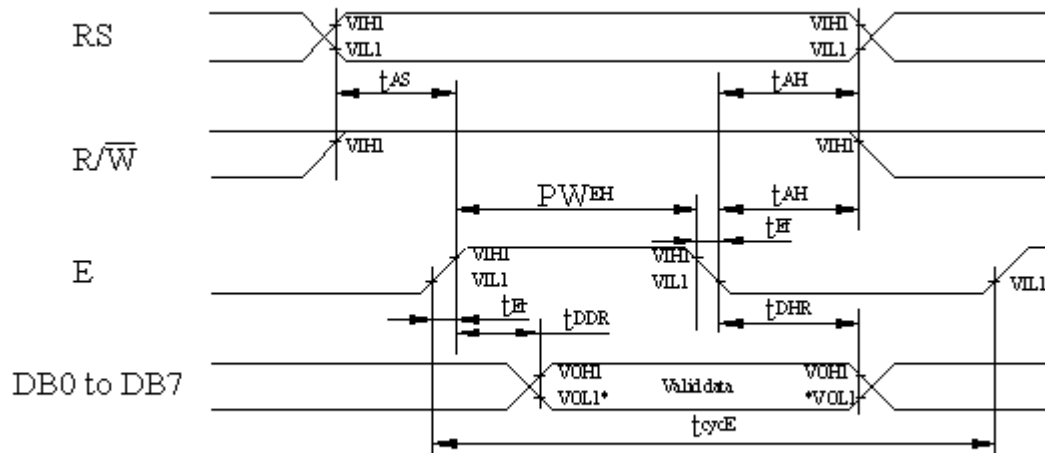 RS
VIH1 VIH1
VIL1 VIL1
tAS tAH
R/W̅ VIH1 VIH1
PWEH tAH
tEf
E VIH1 VIH1
VIL1 VIL1 VIL1
tEr tDDR tDHR
DB0 to DB7 VOH1 Valid data VOH1
VOL1* *VOL1
tcycE